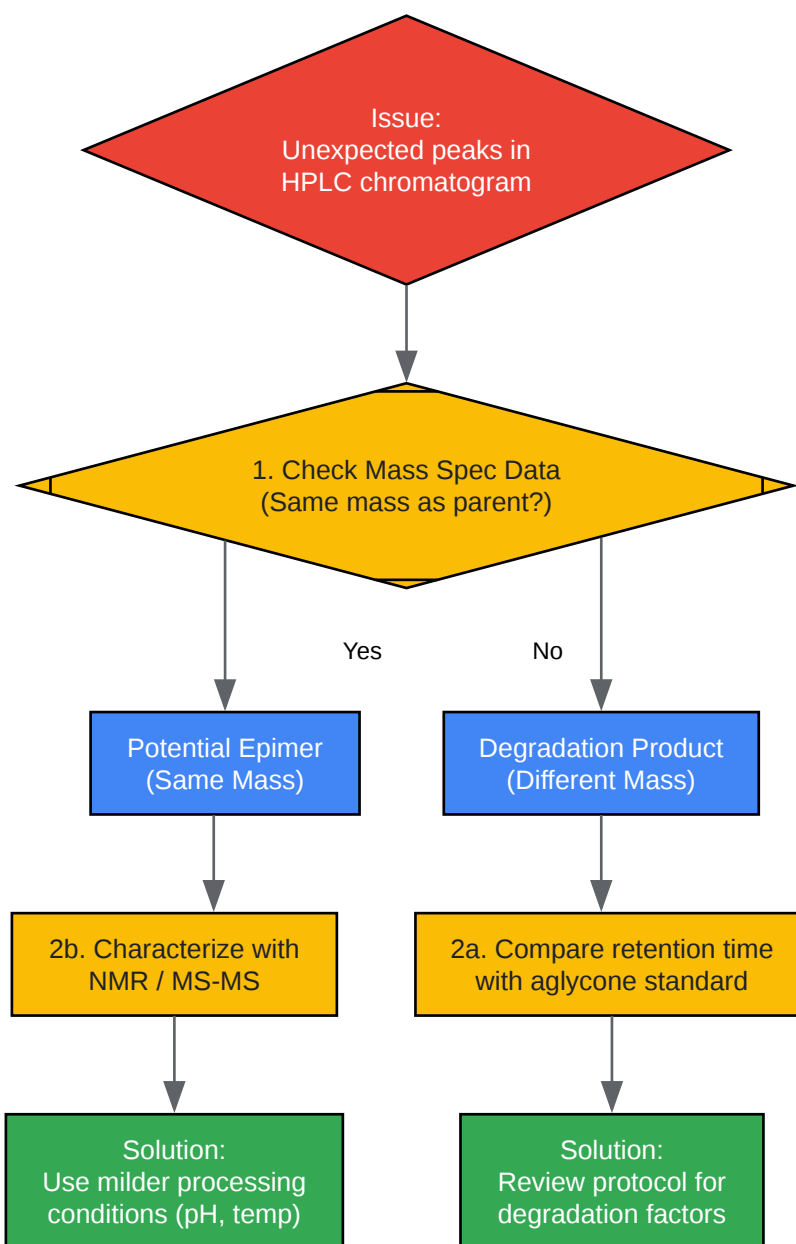 Issue:
Unexpected peaks in
HPLC chromatogram
1. Check Mass Spec Data
(Same mass as parent?)
Yes
No
Potential Epimer
(Same Mass)
Degradation Product
(Different Mass)
2b. Characterize with
NMR / MS-MS
2a. Compare retention time
with aglycone standard
Solution:
Use milder processing
conditions (pH, temp)
Solution:
Review protocol for
degradation factors